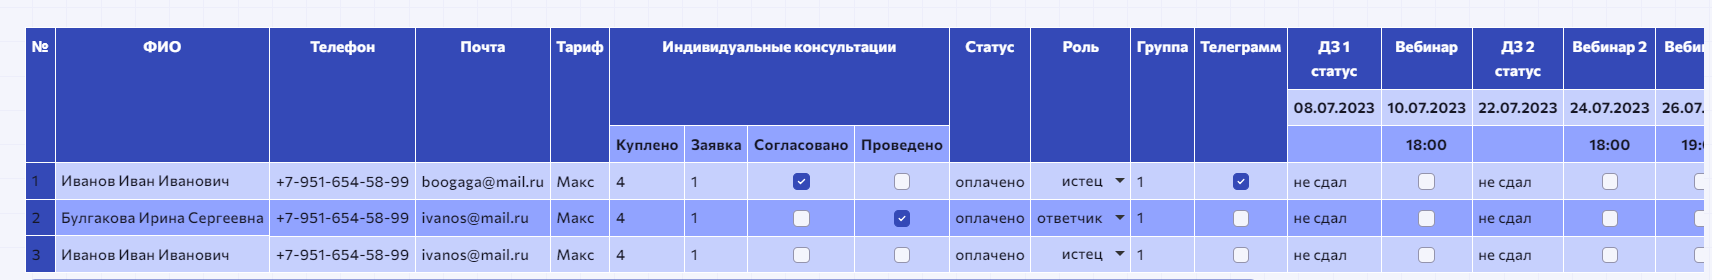 № ФИО Телефон Почта Тариф Индивидуальные консультации Статус Роль Группа Телеграмм ДЗ 1 статус Вебинар ДЗ 2 статус Вебинар 2
08.07.2023 10.07.2023 22.07.2023 24.07.2023 26.07.
Куплено Заявка Согласовано Проведено 18:00 18:00
1 Иванов Иван Иванович +7-951-654-58-99 boogaga@mail.ru Макс 4 1 оплачено истец 1 не сдал не сдал
2 Булгакова Ирина Сергеевна +7-951-654-58-99 ivanos@mail.ru Макс 4 1 оплачено ответчик 1 не сдал не сдал
3 Иванов Иван Иванович +7-951-654-58-99 ivanos@mail.ru Макс 4 1 оплачено истец 1 не сдал не сдал